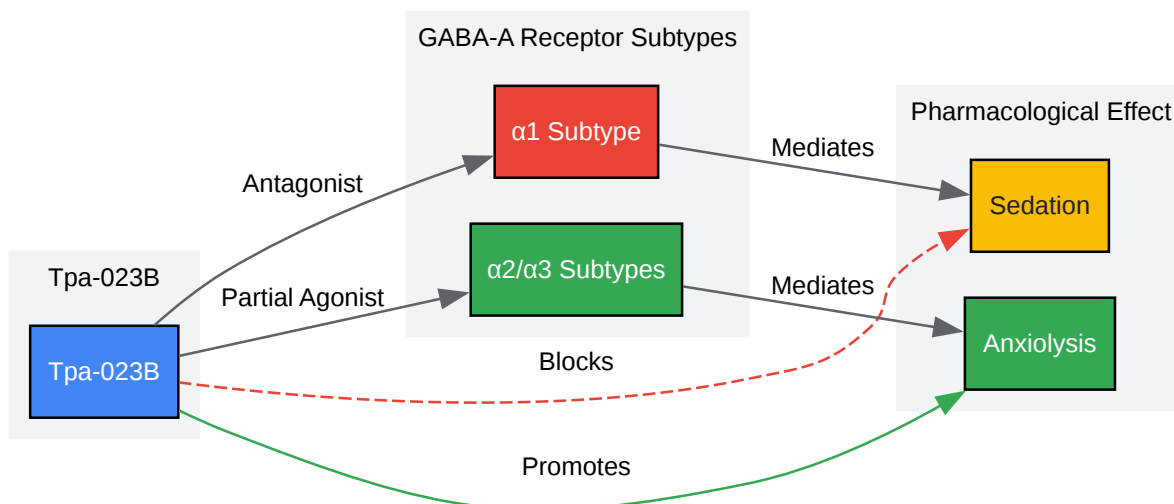 GABA-A Receptor Subtypes
α1 Subtype
α2/α3 Subtypes
Pharmacological Effect
Sedation
Anxiolysis
Tpa-023B
Tpa-023B
Antagonist
Partial Agonist
Mediates
Mediates
Blocks
Promotes